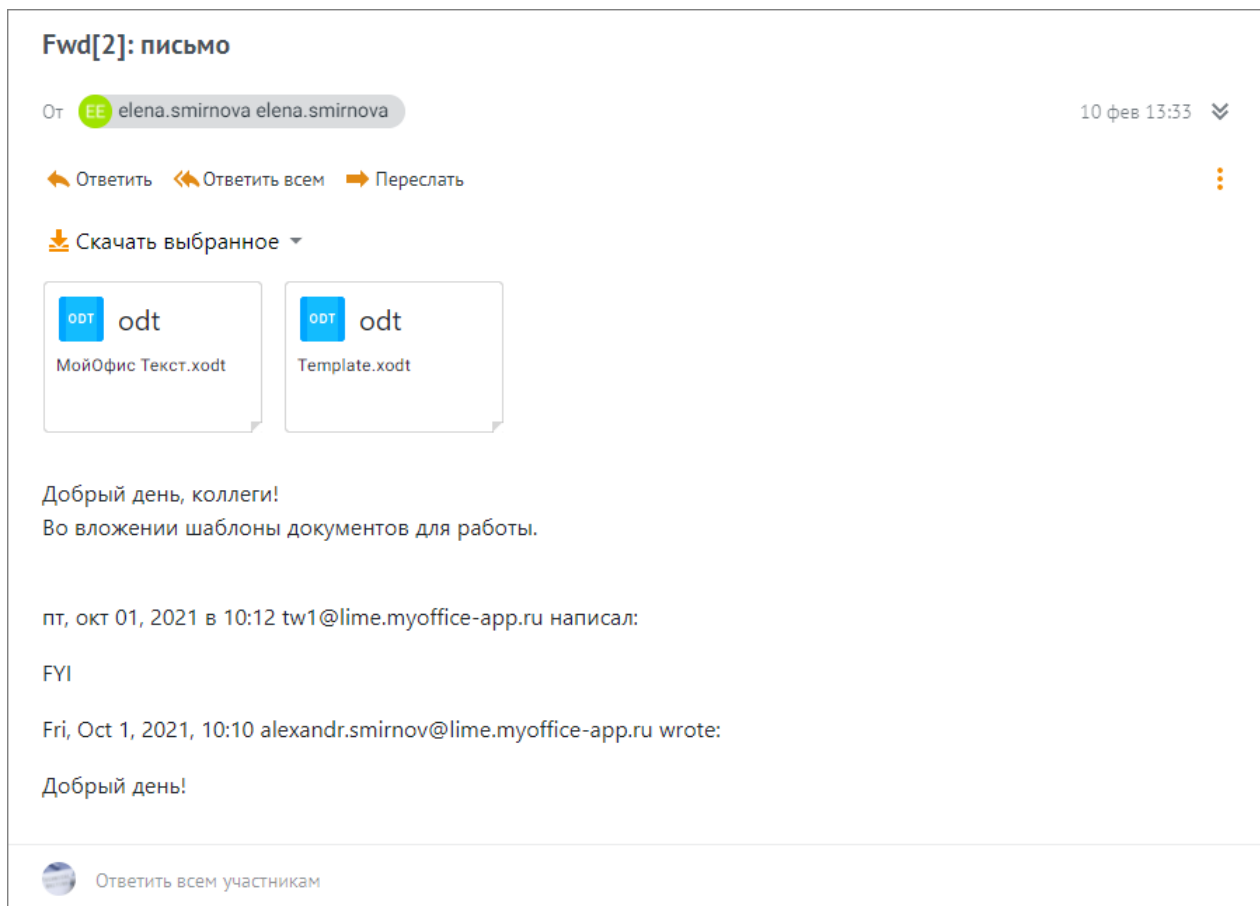 Fwd[2]: письмо
От EE elena.smirnova elena.smirnova 10 фев 13:33
Ответить Ответить всем Переслать
Скачать выбранное
ODT odt ODT odt
МойОфис Текст.xodt Template.xodt
Добрый день, коллеги!
Во вложении шаблоны документов для работы.
пт, окт 01, 2021 в 10:12 tw1@lime.myoffice-app.ru написал:
FYI
Fri, Oct 1, 2021, 10:10 alexandr.smirnov@lime.myoffice-app.ru wrote:
Добрый день!
Ответить всем участникам